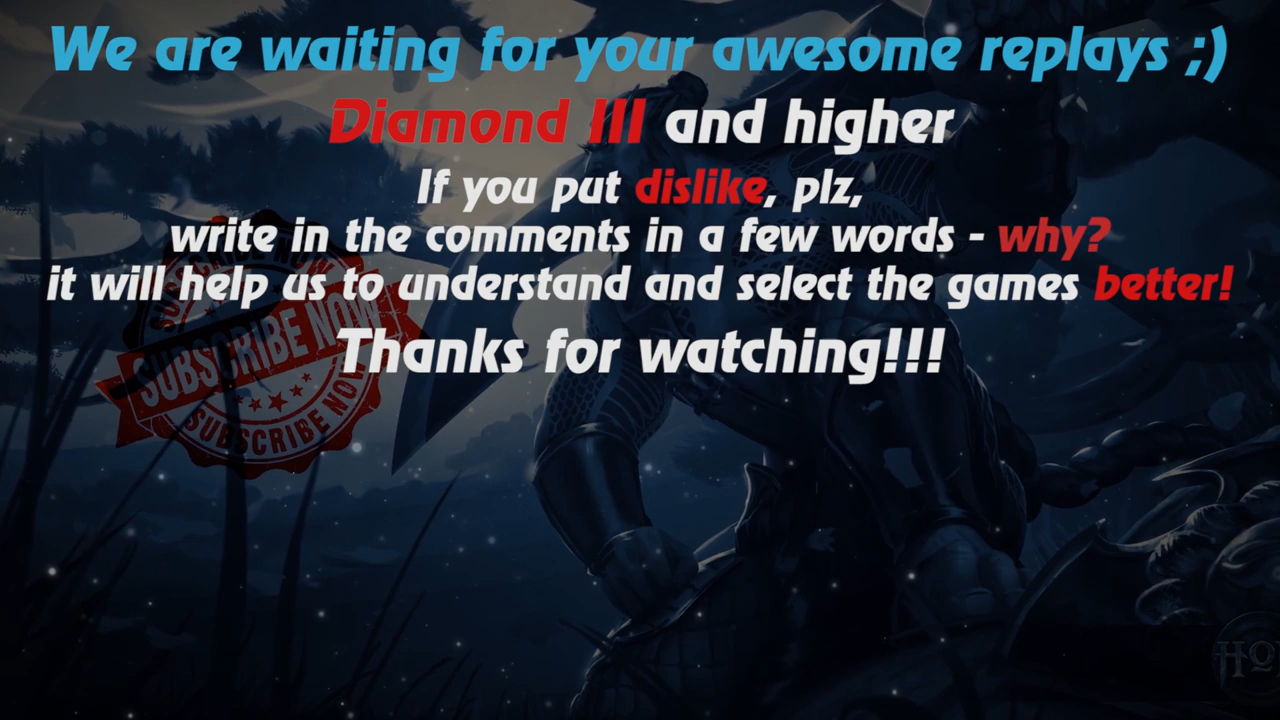 We are waiting for your awesome replays ;)
Diamond III and higher
If you put dislike, plz,
write in the comments in a few words - why?
it will help us to understand and select the games better!
Thanks for watching!!!
SUBSCRIBE NOW
SUBSCRIBE NOW
SUBSCRIBE NOW